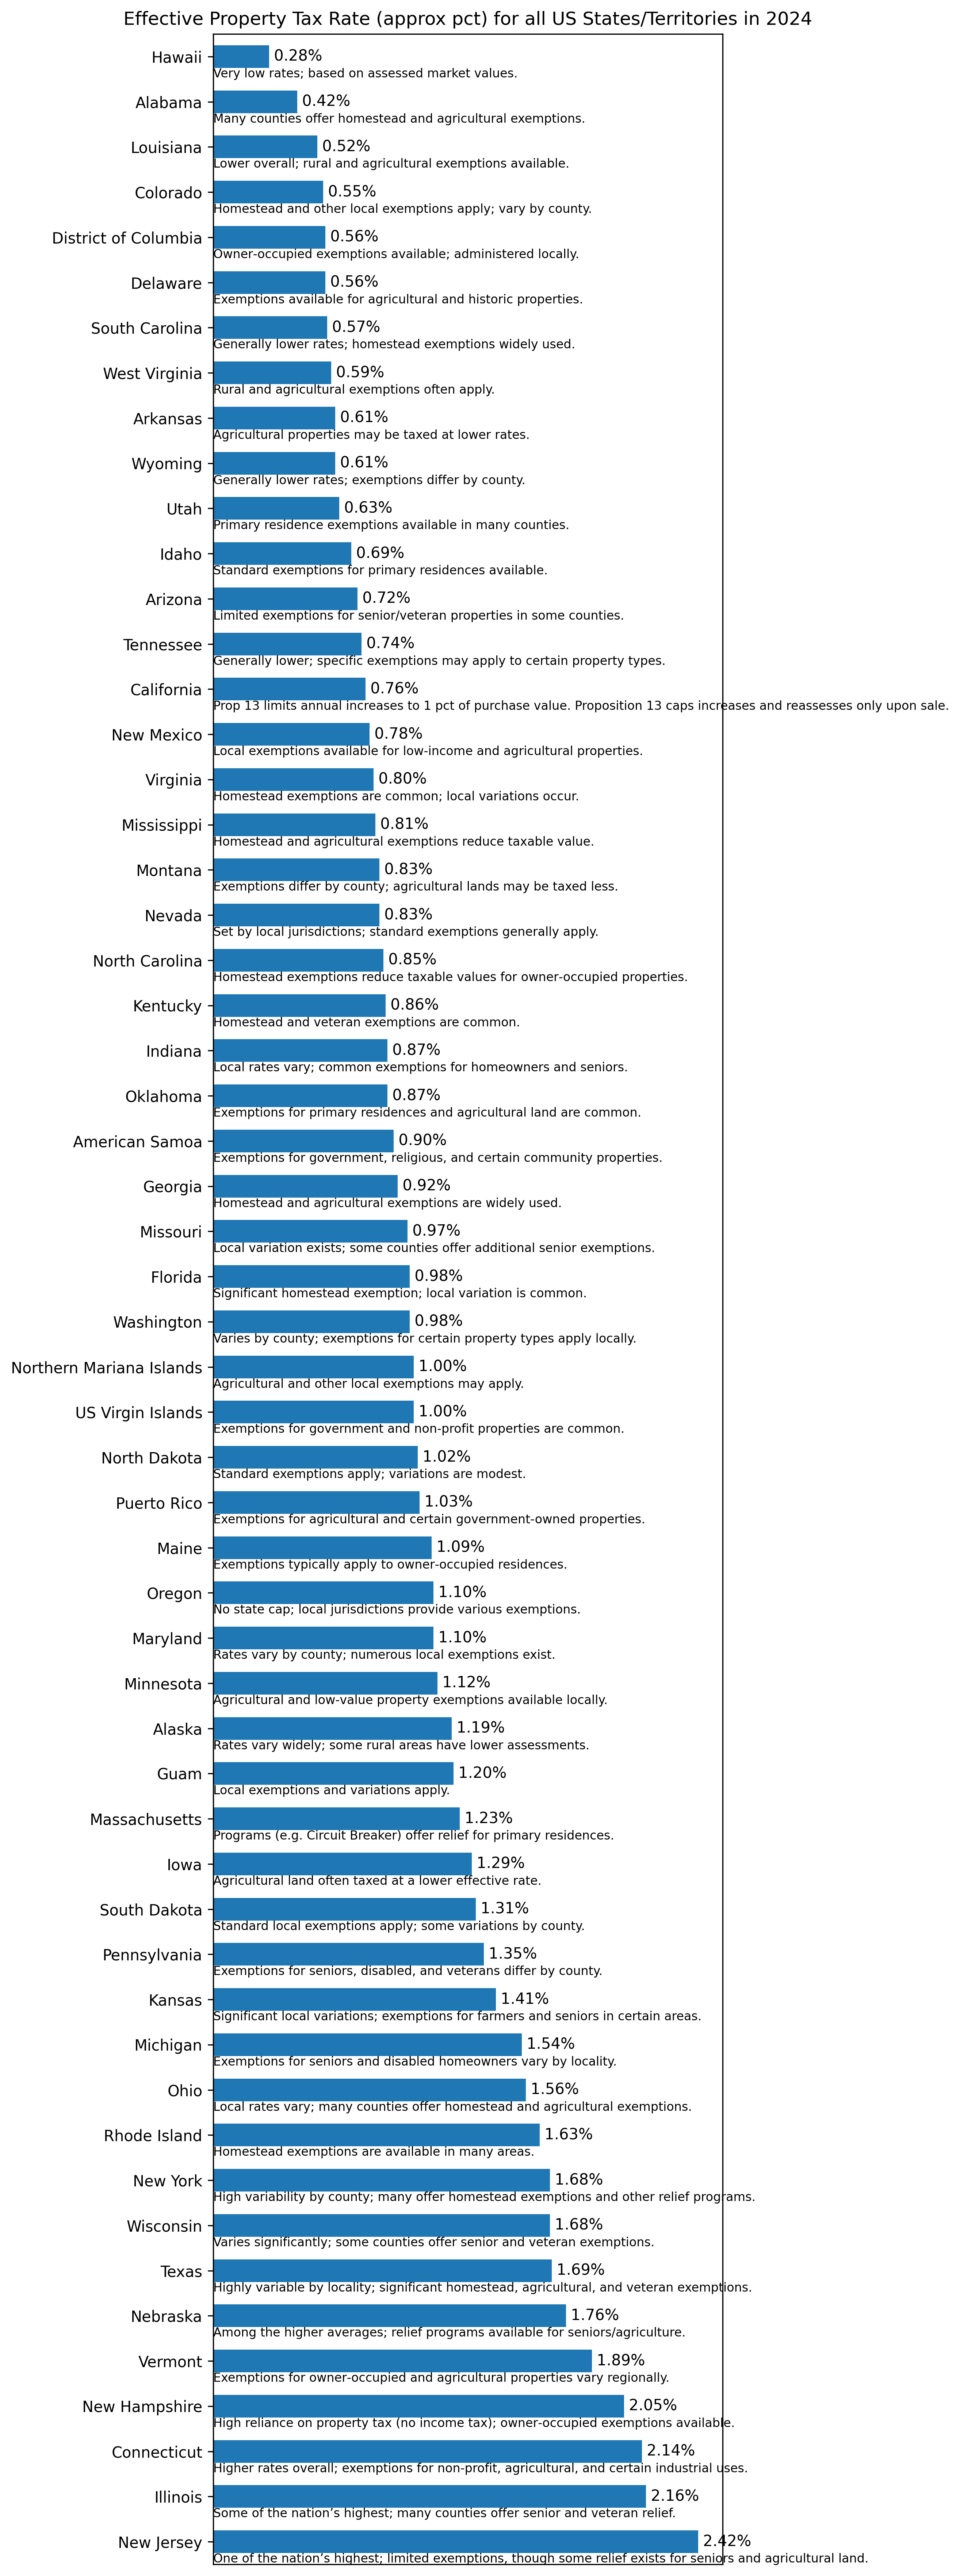 Effective Property Tax Rate (approx pct) for all US States/Territories in 2024
Hawaii 0.28%
Very low rates; based on assessed market values.
Alabama 0.42%
Many counties offer homestead and agricultural exemptions.
Louisiana 0.52%
Lower overall; rural and agricultural exemptions available.
Colorado 0.55%
Homestead and other local exemptions apply; vary by county.
District of Columbia 0.56%
Owner-occupied exemptions available; administered locally.
Delaware 0.56%
Exemptions available for agricultural and historic properties.
South Carolina 0.57%
Generally lower rates; homestead exemptions widely used.
West Virginia 0.59%
Rural and agricultural exemptions often apply.
Arkansas 0.61%
Agricultural properties may be taxed at lower rates.
Wyoming 0.61%
Generally lower rates; exemptions differ by county.
Utah 0.63%
Primary residence exemptions available in many counties.
Idaho 0.69%
Standard exemptions for primary residences available.
Arizona 0.72%
Limited exemptions for senior/veteran properties in some counties.
Tennessee 0.74%
Generally lower; specific exemptions may apply to certain property types.
California 0.76%
Prop 13 limits annual increases to 1 pct of purchase value. Proposition 13 caps increases and reassesses only upon sale.
New Mexico 0.78%
Local exemptions available for low-income and agricultural properties.
Virginia 0.80%
Homestead exemptions are common; local variations occur.
Mississippi 0.81%
Homestead and agricultural exemptions reduce taxable value.
Montana 0.83%
Exemptions differ by county; agricultural lands may be taxed less.
Nevada 0.83%
Set by local jurisdictions; standard exemptions generally apply.
North Carolina 0.85%
Homestead exemptions reduce taxable values for owner-occupied properties.
Kentucky 0.86%
Homestead and veteran exemptions are common.
Indiana 0.87%
Local rates vary; common exemptions for homeowners and seniors.
Oklahoma 0.87%
Exemptions for primary residences and agricultural land are common.
American Samoa 0.90%
Exemptions for government, religious, and certain community properties.
Georgia 0.92%
Homestead and agricultural exemptions are widely used.
Missouri 0.97%
Local variation exists; some counties offer additional senior exemptions.
Florida 0.98%
Significant homestead exemption; local variation is common.
Washington 0.98%
Varies by county; exemptions for certain property types apply locally.
Northern Mariana Islands 1.00%
Agricultural and other local exemptions may apply.
US Virgin Islands 1.00%
Exemptions for government and non-profit properties are common.
North Dakota 1.02%
Standard exemptions apply; variations are modest.
Puerto Rico 1.03%
Exemptions for agricultural and certain government-owned properties.
Maine 1.09%
Exemptions typically apply to owner-occupied residences.
Oregon 1.10%
No state cap; local jurisdictions provide various exemptions.
Maryland 1.10%
Rates vary by county; numerous local exemptions exist.
Minnesota 1.12%
Agricultural and low-value property exemptions available locally.
Alaska 1.19%
Rates vary widely; some rural areas have lower assessments.
Guam 1.20%
Local exemptions and variations apply.
Massachusetts 1.23%
Programs (e.g. Circuit Breaker) offer relief for primary residences.
Iowa 1.29%
Agricultural land often taxed at a lower effective rate.
South Dakota 1.31%
Standard local exemptions apply; some variations by county.
Pennsylvania 1.35%
Exemptions for seniors, disabled, and veterans differ by county.
Kansas 1.41%
Significant local variations; exemptions for farmers and seniors in certain areas.
Michigan 1.54%
Exemptions for seniors and disabled homeowners vary by locality.
Ohio 1.56%
Local rates vary; many counties offer homestead and agricultural exemptions.
Rhode Island 1.63%
Homestead exemptions are available in many areas.
New York 1.68%
High variability by county; many offer homestead exemptions and other relief programs.
Wisconsin 1.68%
Varies significantly; some counties offer senior and veteran exemptions.
Texas 1.69%
Highly variable by locality; significant homestead, agricultural, and veteran exemptions.
Nebraska 1.76%
Among the higher averages; relief programs available for seniors/agriculture.
Vermont 1.89%
Exemptions for owner-occupied and agricultural properties vary regionally.
New Hampshire 2.05%
High reliance on property tax (no income tax); owner-occupied exemptions available.
Connecticut 2.14%
Higher rates overall; exemptions for non-profit, agricultural, and certain industrial uses.
Illinois 2.16%
Some of the nation’s highest; many counties offer senior and veteran relief.
New Jersey 2.42%
One of the nation’s highest; limited exemptions, though some relief exists for seniors and agricultural land.